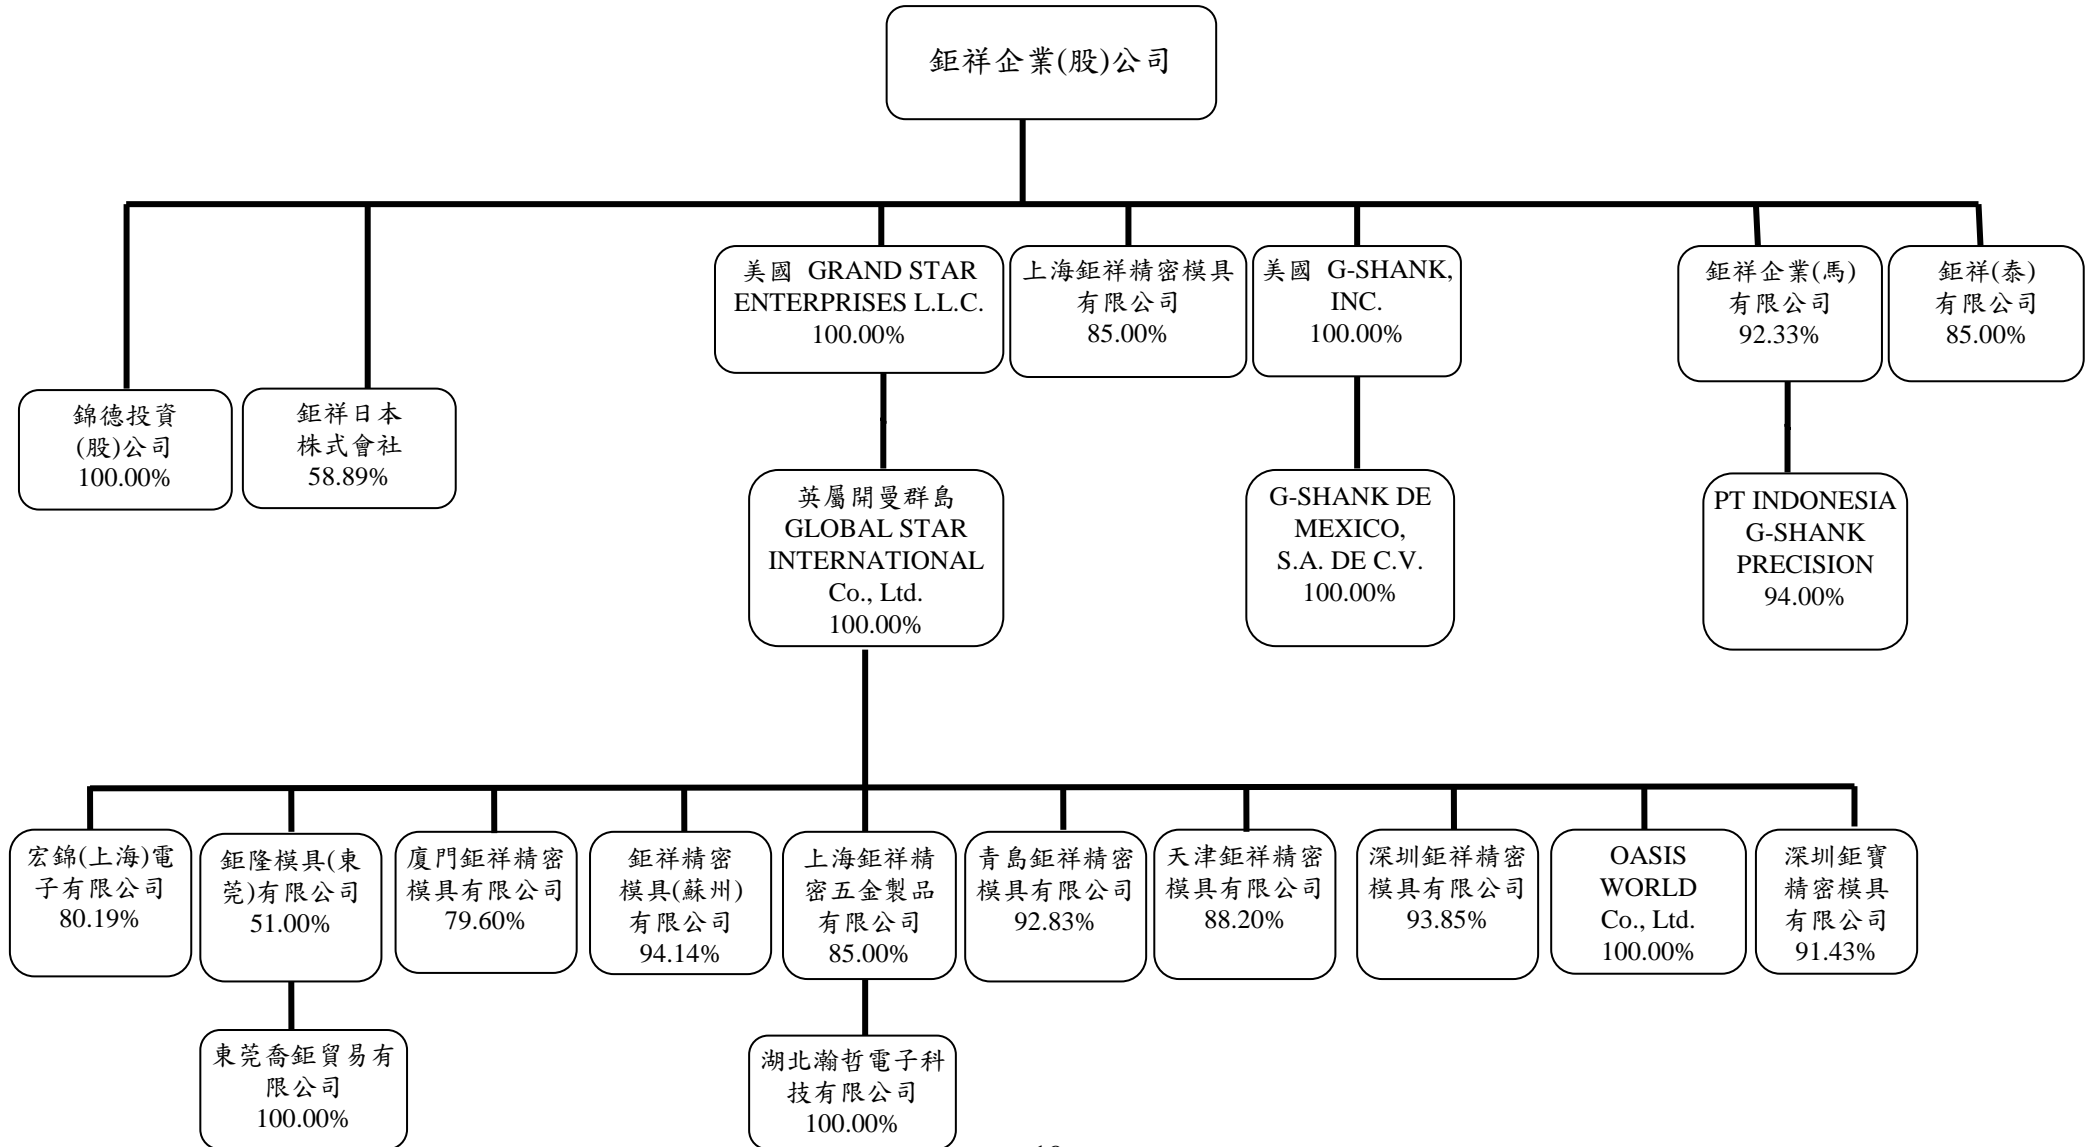 鉅祥企業(股)公司
美國 GRAND STAR
ENTERPRISES L.L.C.
100.00%
上海鉅祥精密模具
有限公司
85.00%
美國 G-SHANK,
INC.
100.00%
鉅祥企業(馬)
有限公司
92.33%
鉅祥(泰)
有限公司
85.00%
錦德投資
(股)公司
100.00%
鉅祥日本
株式會社
58.89%
英屬開曼群島
GLOBAL STAR
INTERNATIONAL
Co., Ltd.
100.00%
G-SHANK DE
MEXICO,
S.A. DE C.V.
100.00%
PT INDONESIA
G-SHANK
PRECISION
94.00%
宏錦(上海)電
子有限公司
80.19%
鉅隆模具(東
莞)有限公司
51.00%
廈門鉅祥精密
模具有限公司
79.60%
鉅祥精密
模具(蘇州)
有限公司
94.14%
上海鉅祥精
密五金製品
有限公司
85.00%
青島鉅祥精密
模具有限公司
92.83%
天津鉅祥精密
模具有限公司
88.20%
深圳鉅祥精密
模具有限公司
93.85%
OASIS
WORLD
Co., Ltd.
100.00%
深圳鉅寶
精密模具
有限公司
91.43%
東莞喬鉅貿易有
限公司
100.00%
湖北瀚哲電子科
技有限公司
100.00%